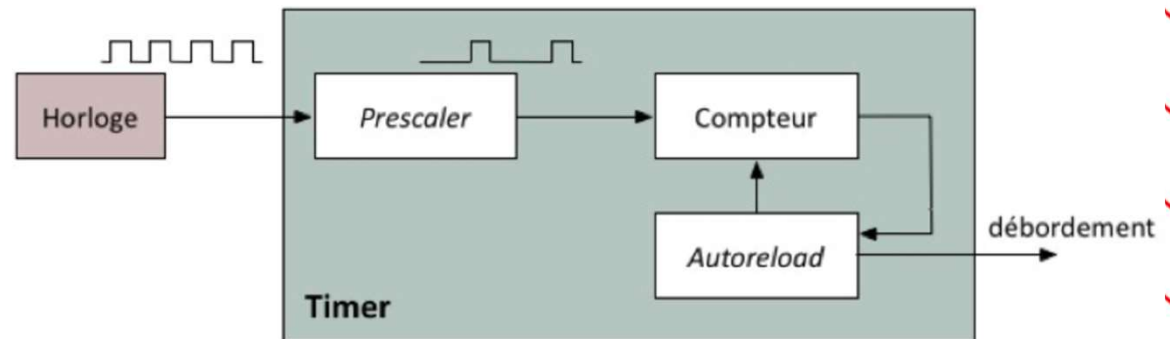 Horloge
Prescaler
Compteur
Autoreload
débordement
Timer